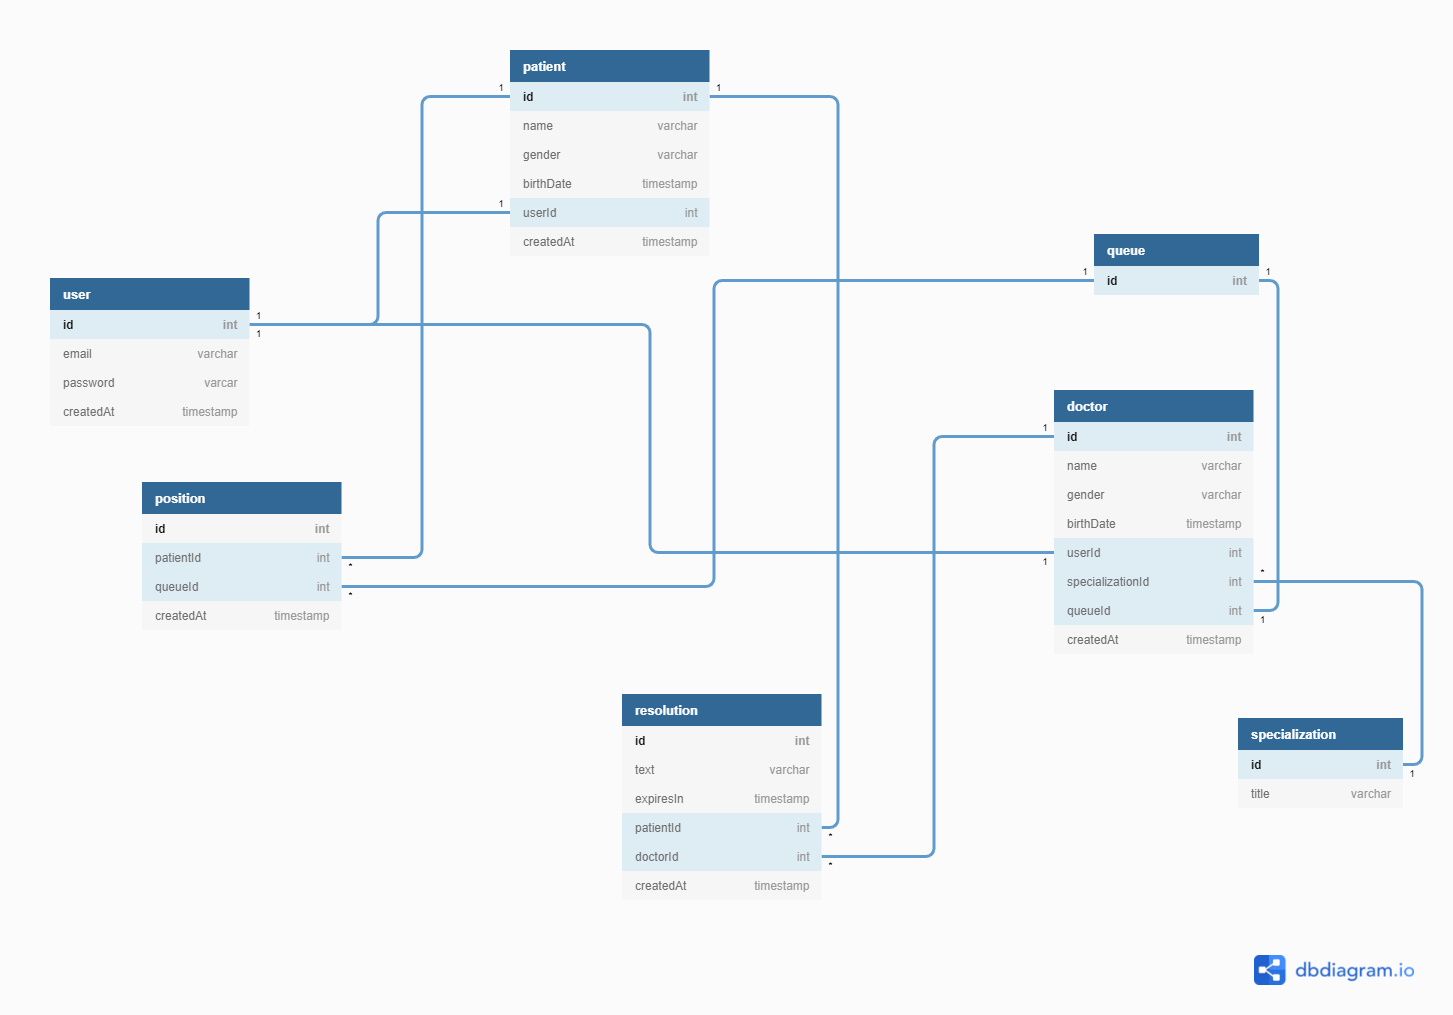 patient
1
id int
1
name varchar
gender varchar
birthDate timestamp
1
userId int
createdAt timestamp
queue
1
id int
1
user
id int
1
1
email varchar
password varcar
createdAt timestamp
doctor
1
id int
name varchar
gender varchar
birthDate timestamp
userId int
1
specializationId int
*
queueId int
1
createdAt timestamp
position
id int
patientId int
*
queueId int
*
createdAt timestamp
resolution
id int
text varchar
expiresIn timestamp
patientId int
*
doctorId int
*
createdAt timestamp
specialization
id int
1
title varchar
dbdiagram.io